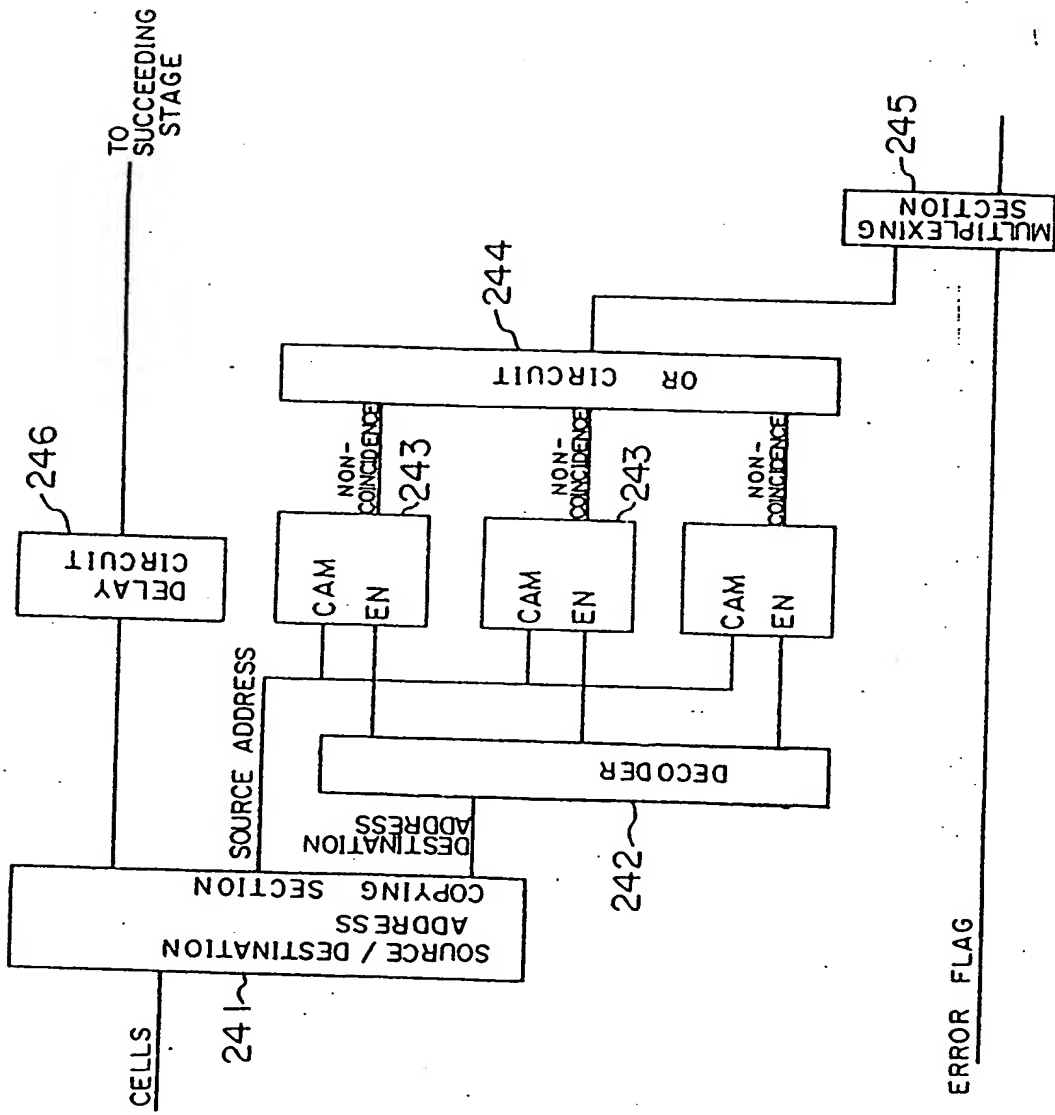 TO
SUCCEEDING
STAGE
246
DELAY
CIRCUIT
CELLS
241
SOURCE / DESTINATION
ADDRESS
COPYING SECTION
SOURCE ADDRESS
DESTINATION
ADDRESS
242
DECODER
CAM
EN
243
NON-
COINCIDENCE
CAM
EN
243
NON-
COINCIDENCE
CAM
EN
NON-
COINCIDENCE
244
OR CIRCUIT
245
MULTIPLEXING
SECTION
ERROR FLAG